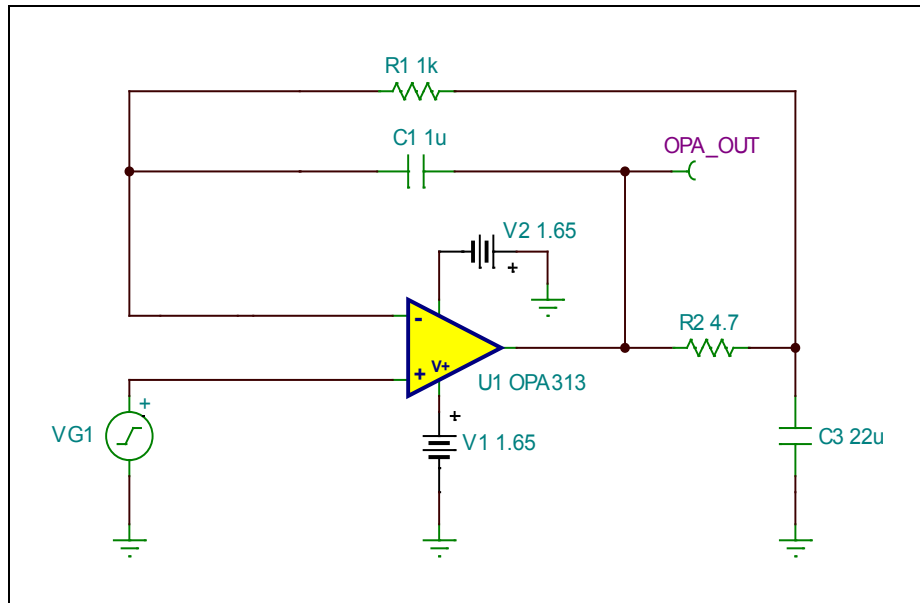 R1 1k
C1 1u
OPA_OUT
V2 1.65
+
-
R2 4.7
+
V+
U1 OPA313
+
VG1
+
V1 1.65
C3 22u